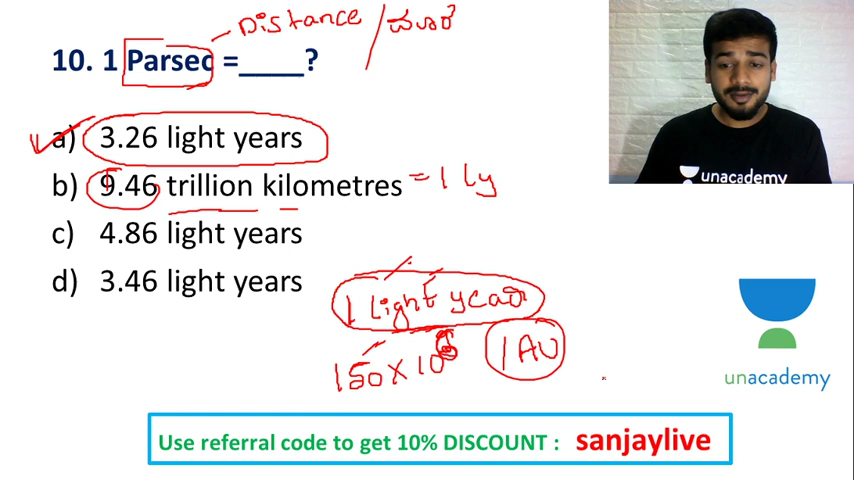 Distance / ದೂರ
10. 1 Parsec =____?
a) 3.26 light years
b) 9.46 trillion kilometres = 1 ly
c) 4.86 light years
d) 3.46 light years
1 light year
150 X 10
1 AU
unacademy
unacademy
Use referral code to get 10% DISCOUNT : sanjaylive